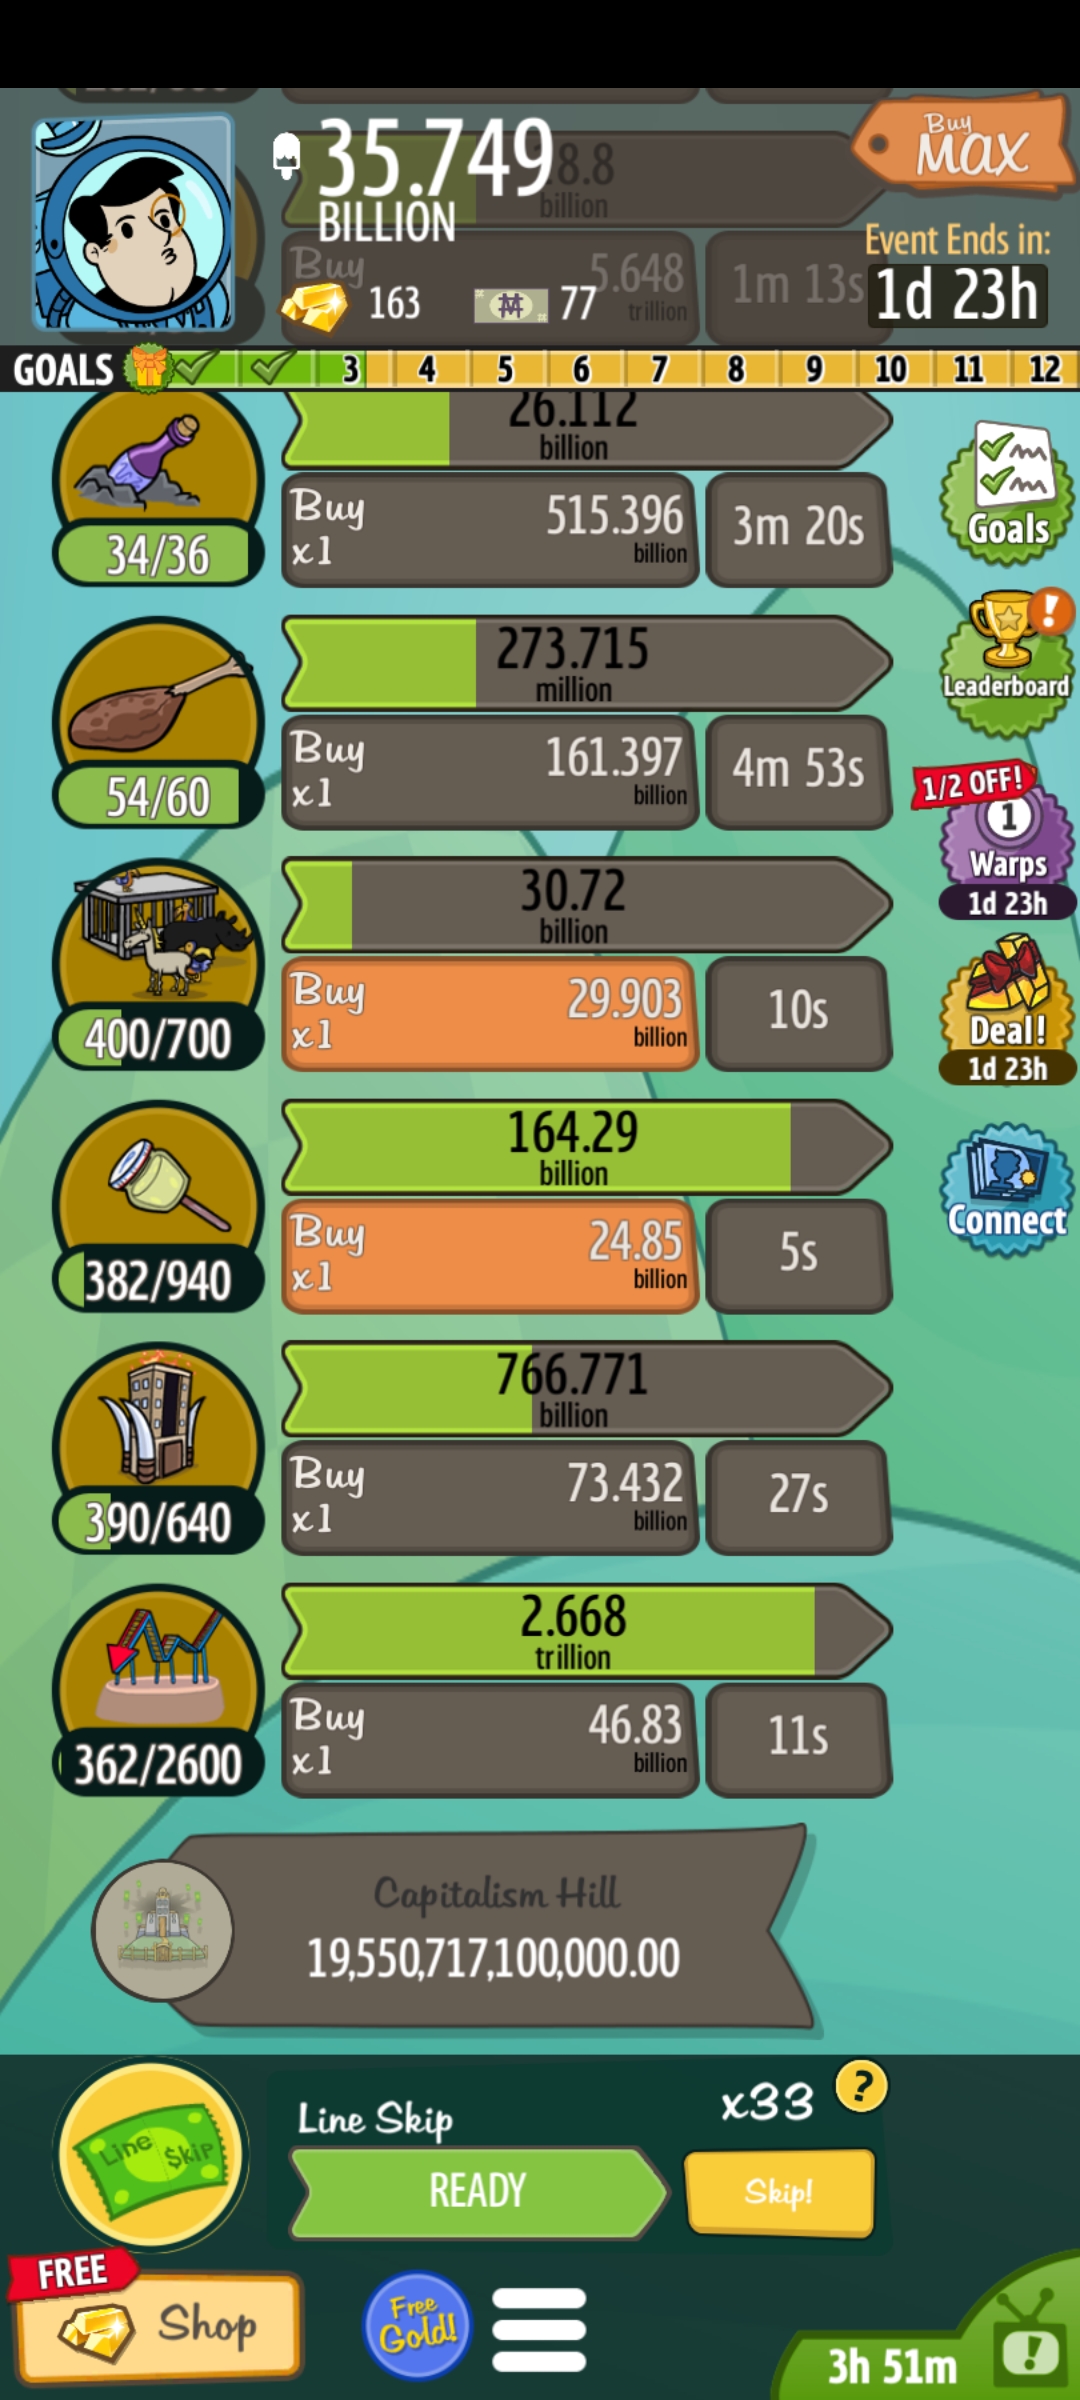 35.749
BILLION
8.8
billion
Buy
MAX
Event Ends in:
1d 23h
Buy
5.648
trillion
1m 13s
163
77
GOALS
3
4
5
6
7
8
9
10
11
12
26.112
billion
34/36
Buy
x1
515.396
billion
3m 20s
Goals
273.715
million
54/60
Buy
x1
161.397
billion
4m 53s
Leaderboard
1/2 OFF!
1
Warps
1d 23h
30.72
billion
400/700
Buy
x1
29.903
billion
10s
Deal!
1d 23h
164.29
billion
382/940
Buy
x1
24.85
billion
5s
Connect
766.771
billion
390/640
Buy
x1
73.432
billion
27s
2.668
trillion
362/2600
Buy
x1
46.83
billion
11s
Capitalism Hill
19,550,717,100,000.00
Line $kip
Line Skip
x33
?
READY
Skip!
FREE
Shop
Free
Gold!
3h 51m